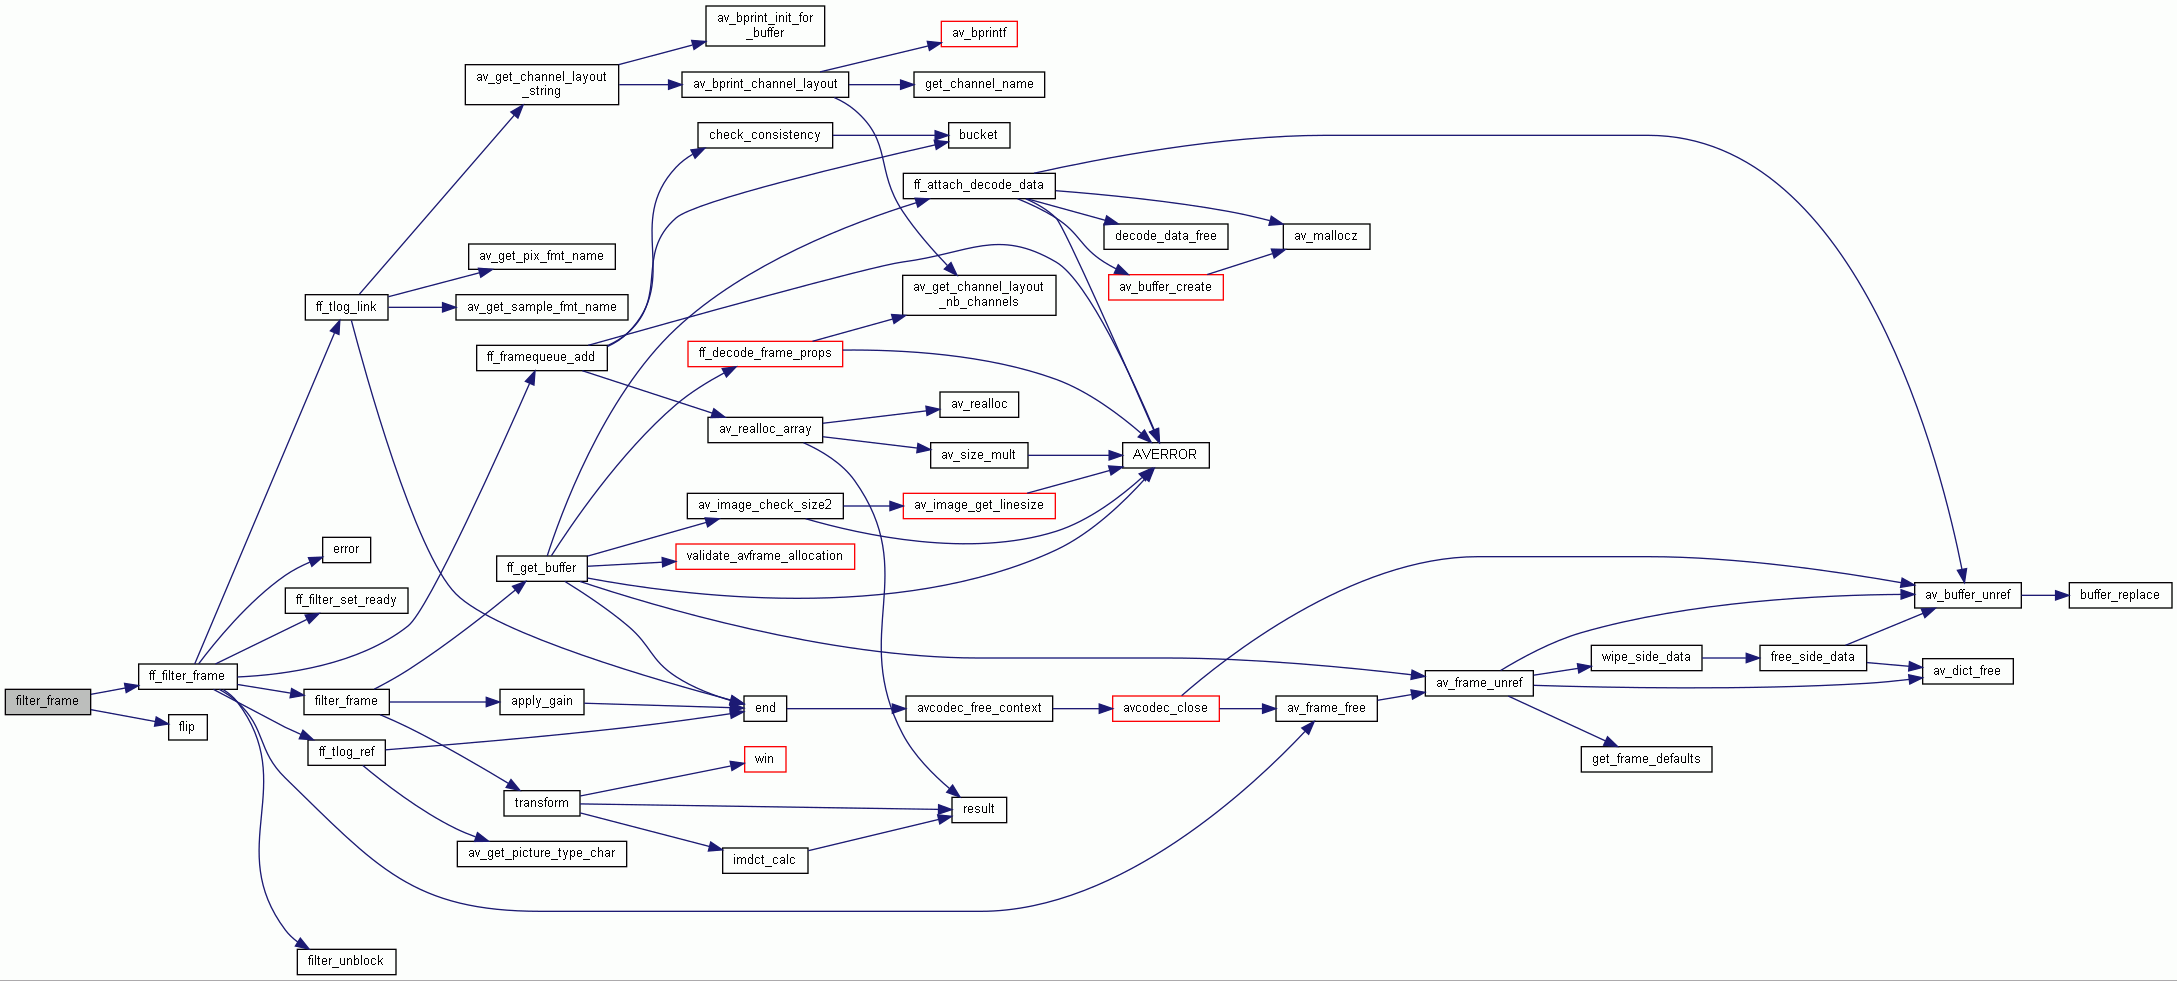 av_bprint_init_for
_buffer
av_bprintf
av_get_channel_layout
_string
av_bprint_channel_layout
get_channel_name
check_consistency
bucket
ff_attach_decode_data
decode_data_free
av_mallocz
av_get_pix_fmt_name
av_buffer_create
av_get_channel_layout
_nb_channels
ff_tlog_link
av_get_sample_fmt_name
ff_framequeue_add
ff_decode_frame_props
av_realloc
av_realloc_array
av_size_mult
AVERROR
av_image_check_size2
av_image_get_linesize
error
validate_avframe_allocation
ff_get_buffer
ff_filter_set_ready
av_buffer_unref
buffer_replace
wipe_side_data
free_side_data
ff_filter_frame
av_frame_unref
av_dict_free
filter_frame
filter_frame
apply_gain
end
avcodec_free_context
avcodec_close
av_frame_free
flip
ff_tlog_ref
win
get_frame_defaults
transform
result
av_get_picture_type_char
imdct_calc
filter_unblock